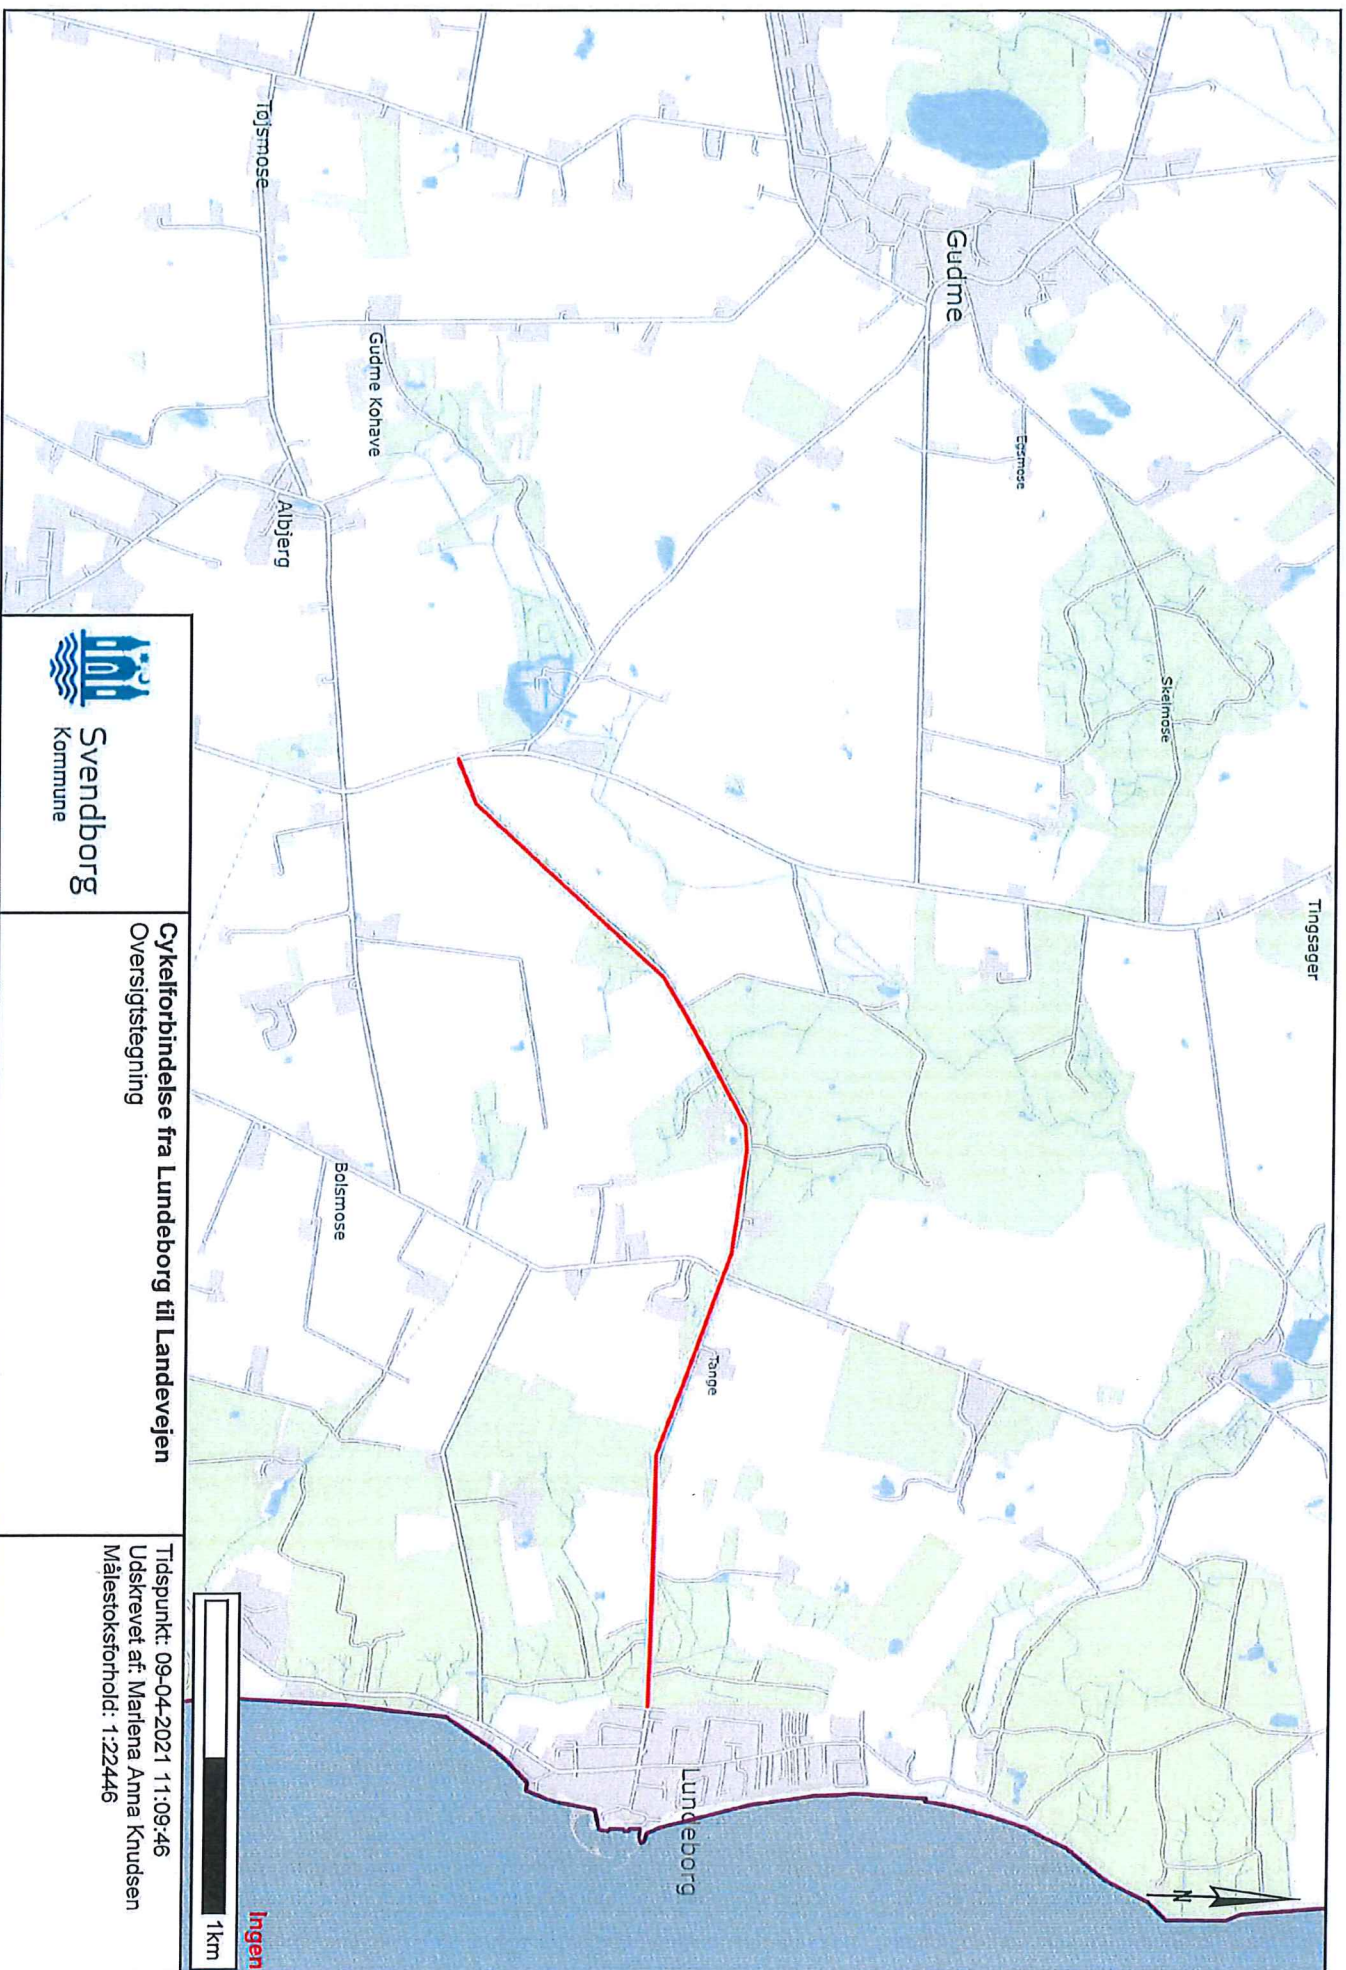 Tingsager
Skelmose
Egsmose
Gudme
Tange
Lundeborg
Gudme Kohave
Bolsmose
Albjerg
Tøjsmose
N
Ingen
1km
Svendborg
Kommune
Cykelforbindelse fra Lundeborg til Landevejen
Oversigtstegning
Tidspunkt: 09-04-2021 11:09:46
Udskrevet af: Marlena Anna Knudsen
Målestoksforhold: 1:22446